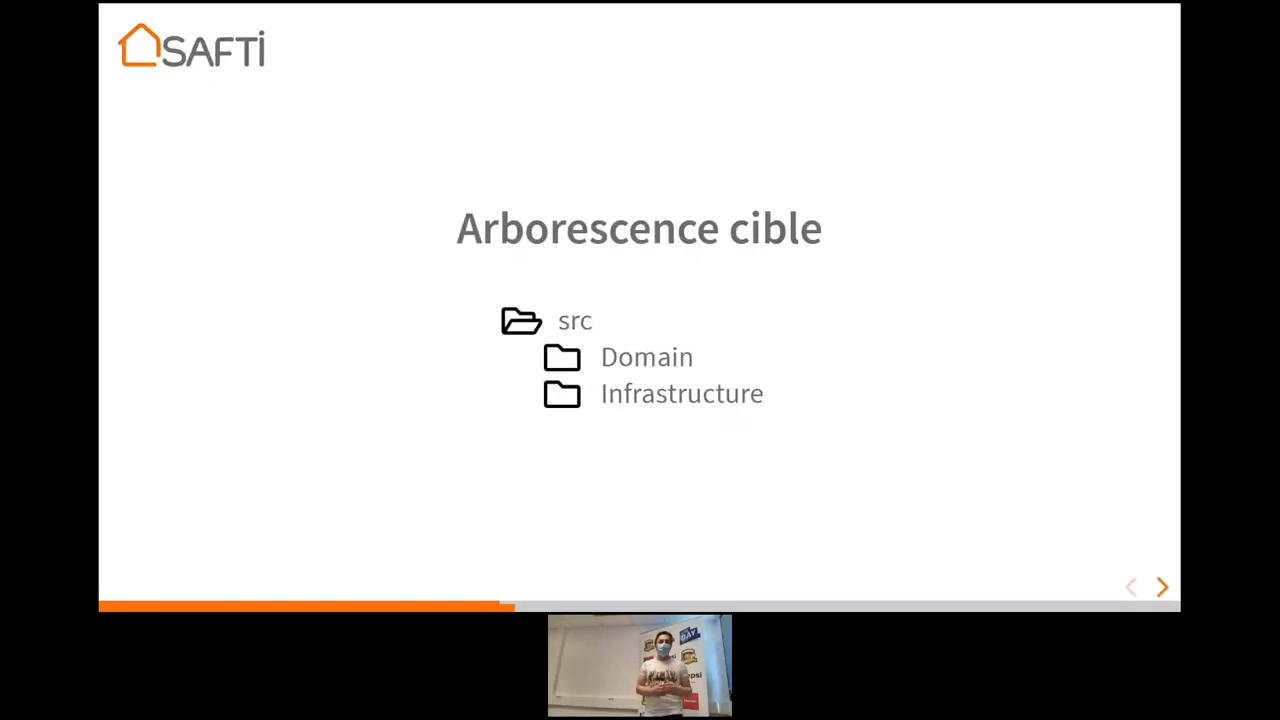 SAFTi
Arborescence cible
src
Domain
Infrastructure